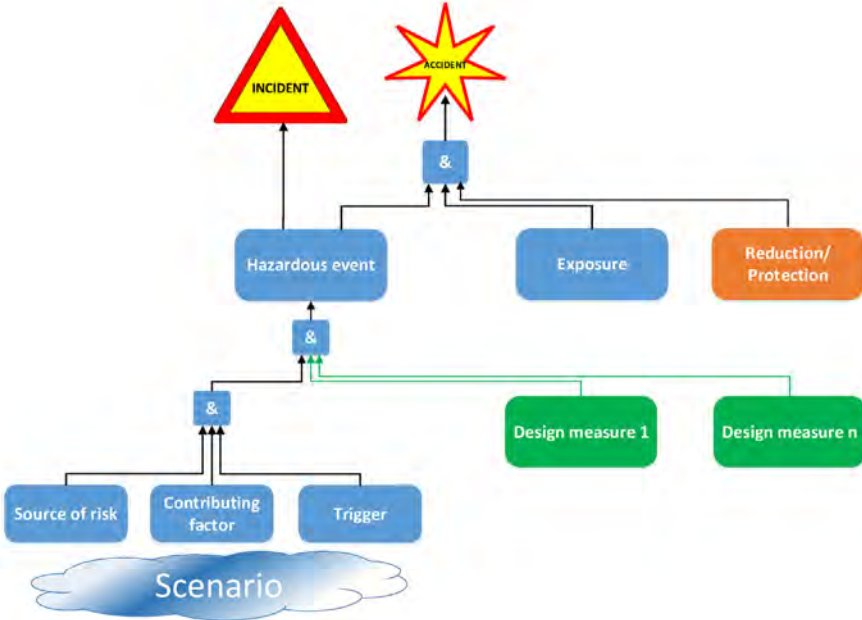 INCIDENT
ACCIDENT
&
Hazardous event
Exposure
Reduction/
Protection
&
&
Design measure 1
Design measure n
Source of risk
Contributing
factor
Trigger
Scenario